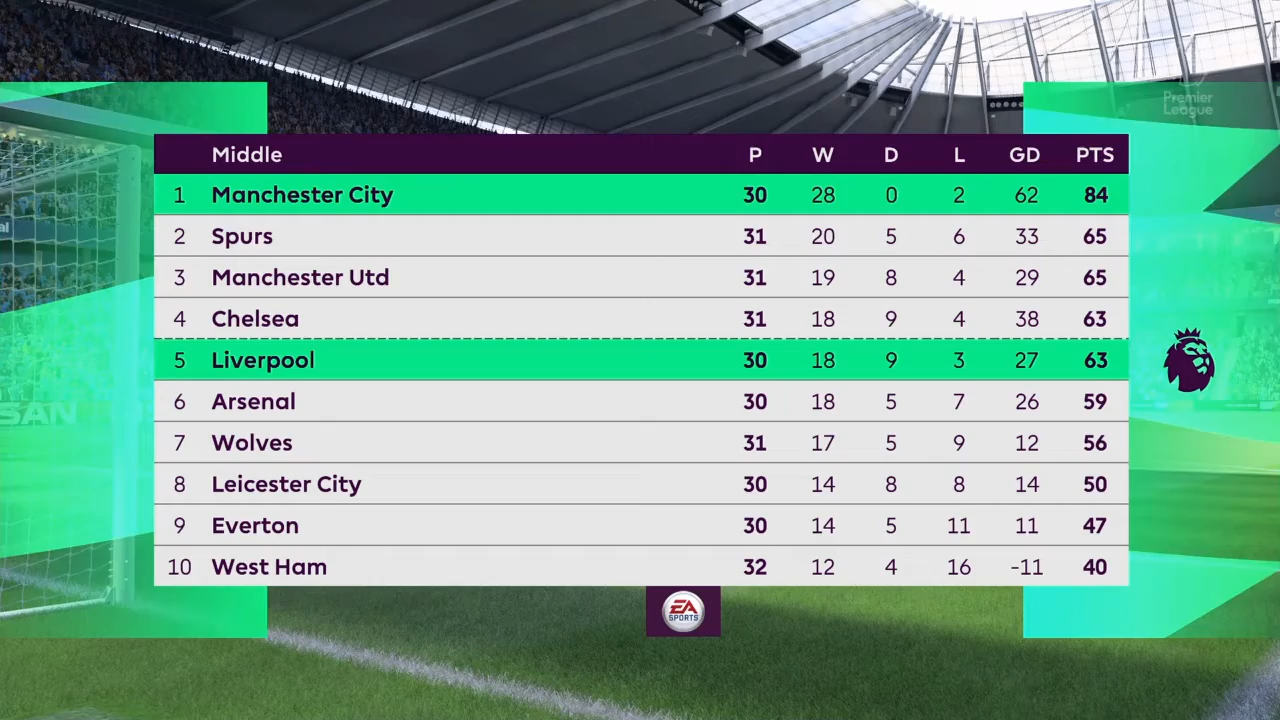 Premier
League
Middle P W D L GD PTS
1 Manchester City 30 28 0 2 62 84
2 Spurs 31 20 5 6 33 65
3 Manchester Utd 31 19 8 4 29 65
4 Chelsea 31 18 9 4 38 63
5 Liverpool 30 18 9 3 27 63
6 Arsenal 30 18 5 7 26 59
7 Wolves 31 17 5 9 12 56
8 Leicester City 30 14 8 8 14 50
9 Everton 30 14 5 11 11 47
10 West Ham 32 12 4 16 -11 40
EA
SPORTS